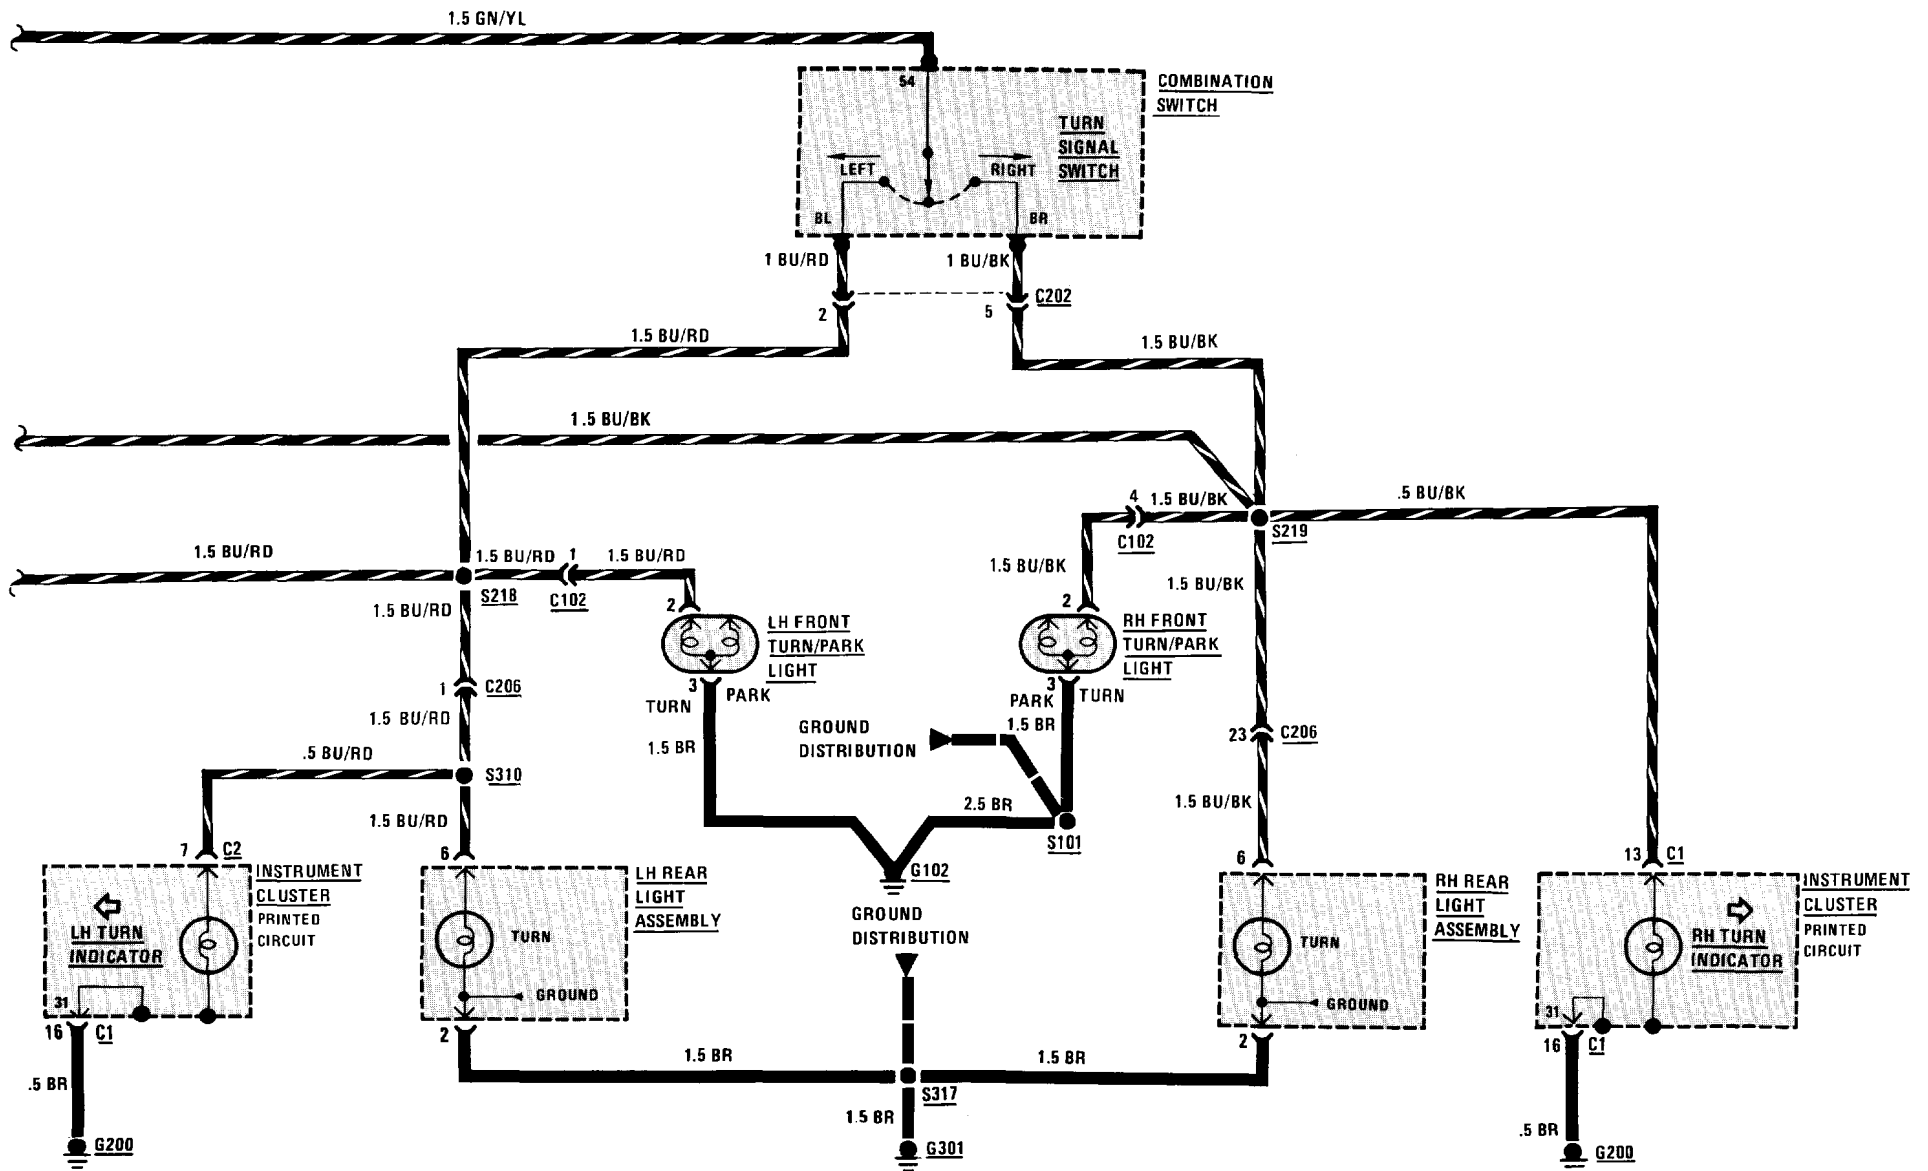 1.5 GN/YL
54
COMBINATION
SWITCH
TURN
SIGNAL
SWITCH
LEFT
RIGHT
BL
BR
1 BU/RD
1 BU/BK
2
5
C202
1.5 BU/RD
1.5 BU/BK
1.5 BU/BK
4
1.5 BU/BK
.5 BU/BK
C102
S219
1.5 BU/RD
1.5 BU/RD
1
1.5 BU/RD
S218
C102
1.5 BU/BK
1.5 BU/BK
1.5 BU/RD
2
LH FRONT
TURN/PARK
LIGHT
2
RH FRONT
TURN/PARK
LIGHT
1
C206
3
TURN
PARK
3
PARK
TURN
1.5 BU/RD
1.5 BR
GROUND
DISTRIBUTION
1.5 BR
23
C206
.5 BU/RD
S310
1.5 BU/RD
2.5 BR
S101
1.5 BU/BK
7
C2
6
G102
6
13
C1
INSTRUMENT
CLUSTER
PRINTED
CIRCUIT
LH TURN
INDICATOR
31
LH REAR
LIGHT
ASSEMBLY
TURN
GROUND
GROUND
DISTRIBUTION
RH REAR
LIGHT
ASSEMBLY
TURN
GROUND
INSTRUMENT
CLUSTER
PRINTED
CIRCUIT
RH TURN
INDICATOR
31
16
C1
2
2
16
C1
1.5 BR
1.5 BR
S317
.5 BR
1.5 BR
.5 BR
G200
G301
G200